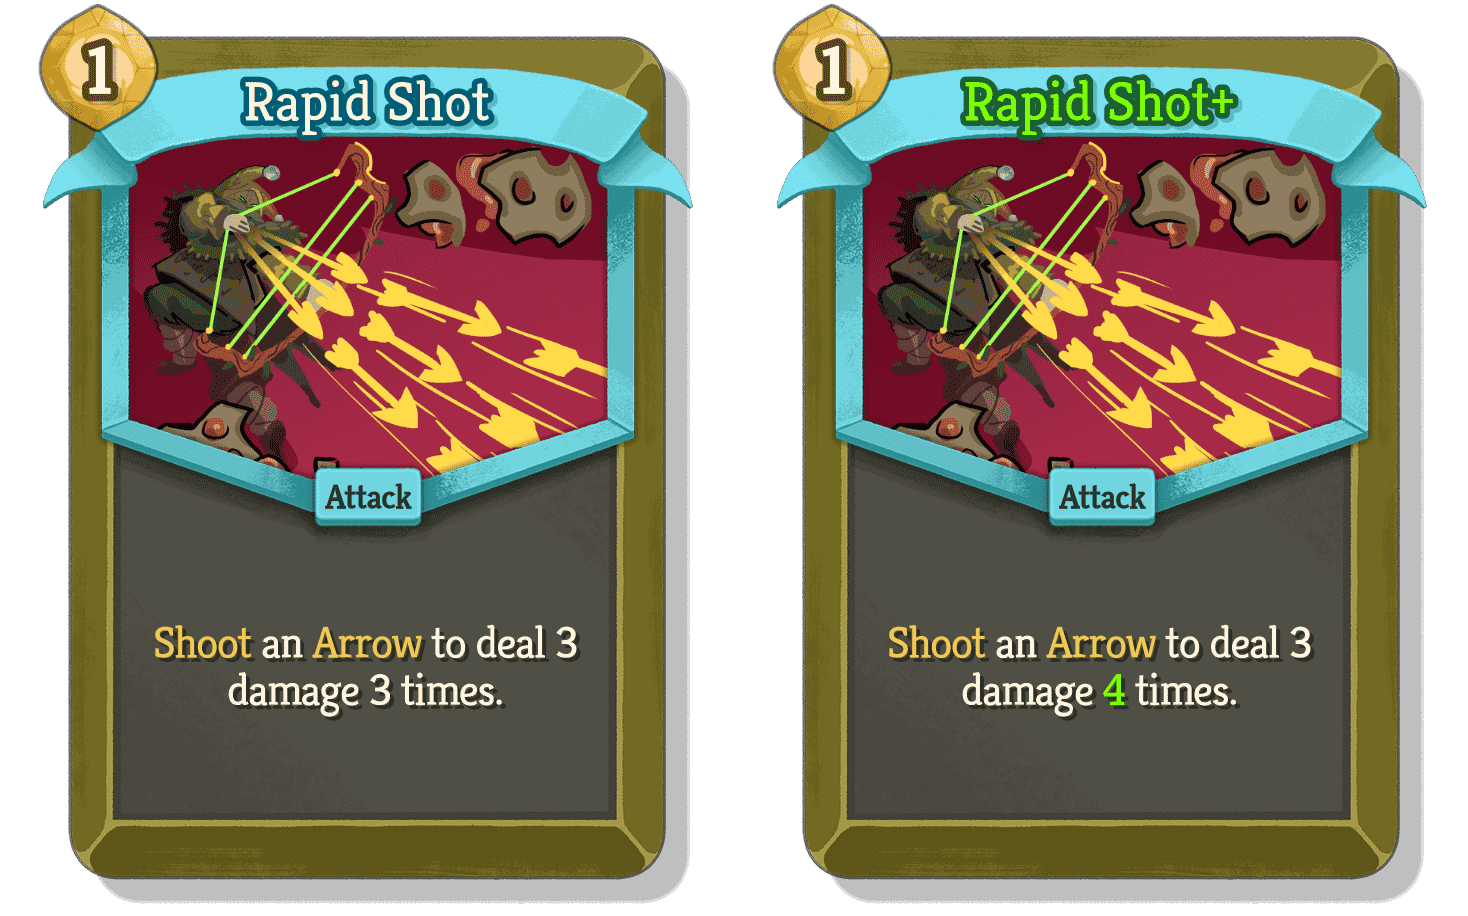 1
Rapid Shot
Attack
Shoot an Arrow to deal 3
damage 3 times.
1
Rapid Shot+
Attack
Shoot an Arrow to deal 3
damage 4 times.